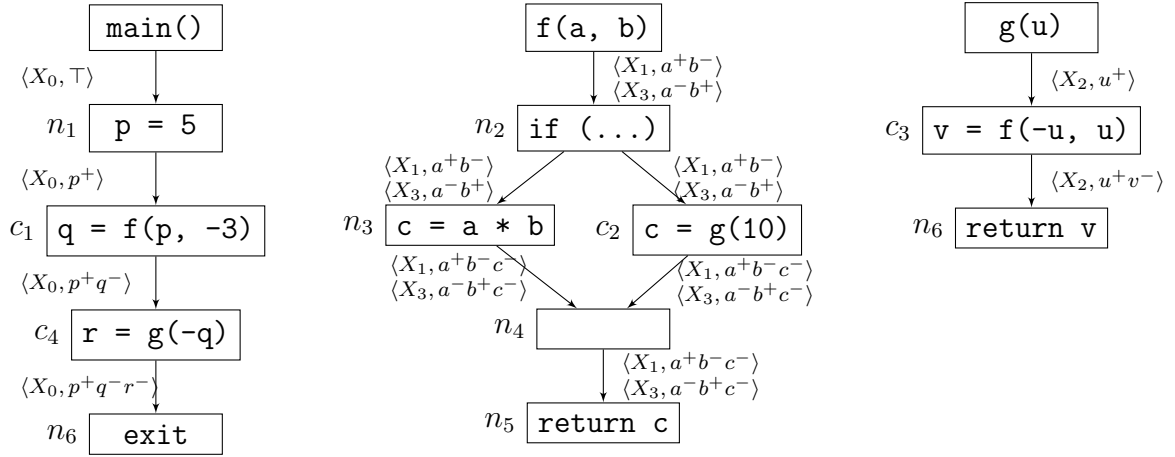 main()
⟨X₀, ⊤⟩
n₁ p = 5
⟨X₀, p⁺⟩
c₁ q = f(p, -3)
⟨X₀, p⁺q⁻⟩
c₄ r = g(-q)
⟨X₀, p⁺q⁻r⁻⟩
n₆ exit
f(a, b)
⟨X₁, a⁺b⁻⟩
⟨X₃, a⁻b⁺⟩
n₂ if (...)
⟨X₁, a⁺b⁻⟩
⟨X₃, a⁻b⁺⟩
⟨X₁, a⁺b⁻⟩
⟨X₃, a⁻b⁺⟩
n₃ c = a * b
c₂ c = g(10)
⟨X₁, a⁺b⁻c⁻⟩
⟨X₃, a⁻b⁺c⁻⟩
⟨X₁, a⁺b⁻c⁻⟩
⟨X₃, a⁻b⁺c⁻⟩
n₄
⟨X₁, a⁺b⁻c⁻⟩
⟨X₃, a⁻b⁺c⁻⟩
n₅ return c
g(u)
⟨X₂, u⁺⟩
c₃ v = f(-u, u)
⟨X₂, u⁺v⁻⟩
n₆ return v